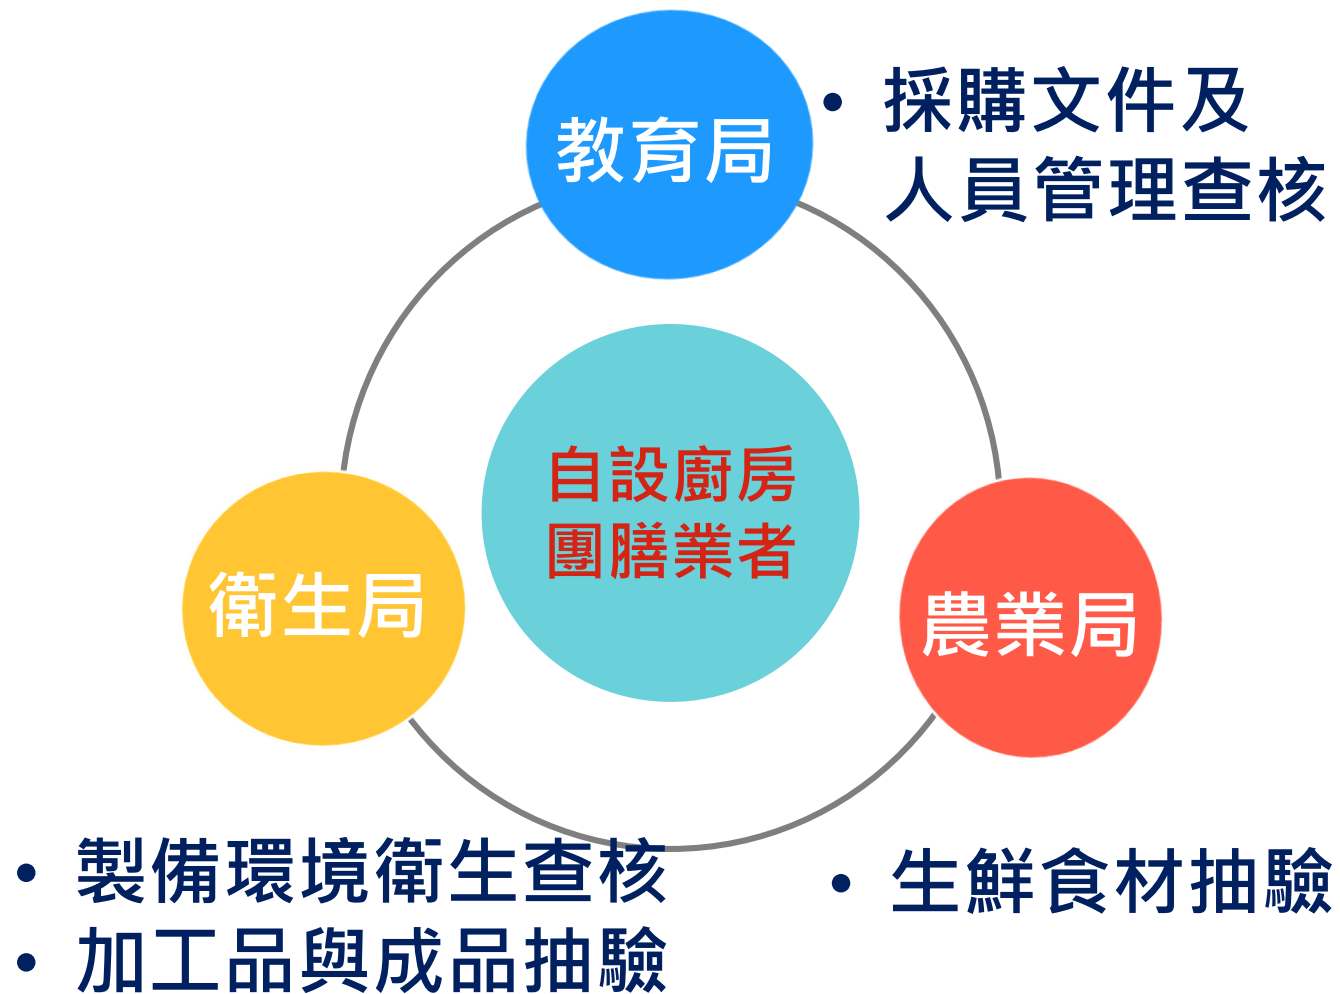 教育局
• 採購文件及
人員管理查核
自設廚房
團膳業者
衛生局
農業局
• 製備環境衛生查核
• 加工品與成品抽驗
• 生鮮食材抽驗